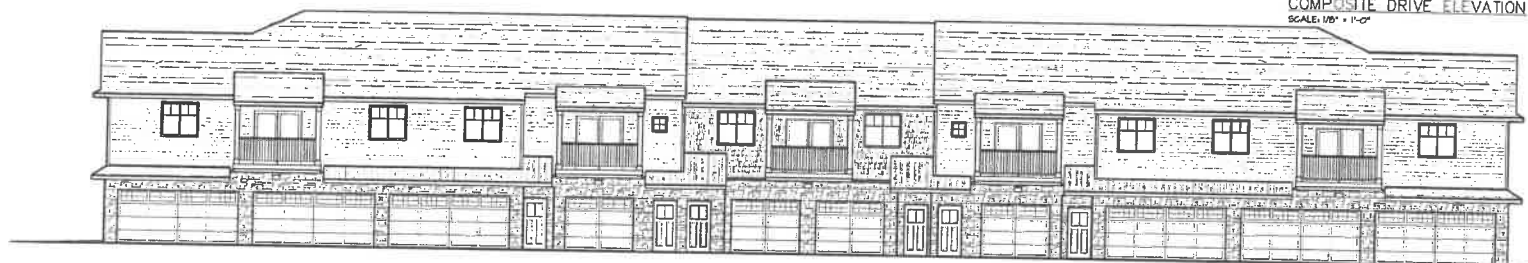 COMPOSITE DRIVE ELEVATION
SCALE: 1/8" = 1'-0"